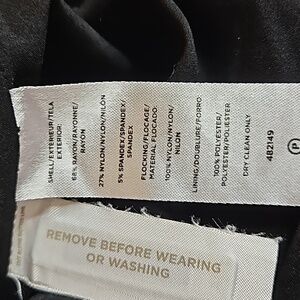 SHELL/EXTERIEUR/TELA
EXTERIOR:
68% RAYON/RAYONNE/
RAYON
27% NYLON/NYLON/NILÓN
5% SPANDEX/SPANDEX/
SPANDEX
FLOCKING/FLOCAGE/
MATERIAL FLOCADO:
100% NYLON/NYLON/
NILÓN
LINING/DOUBLURE/FORRO
100% POLYESTER/
POLYESTER/POLIÉSTER
DRY CLEAN ONLY
4B2149
P
REMOVE BEFORE WEARING
OR WASHING